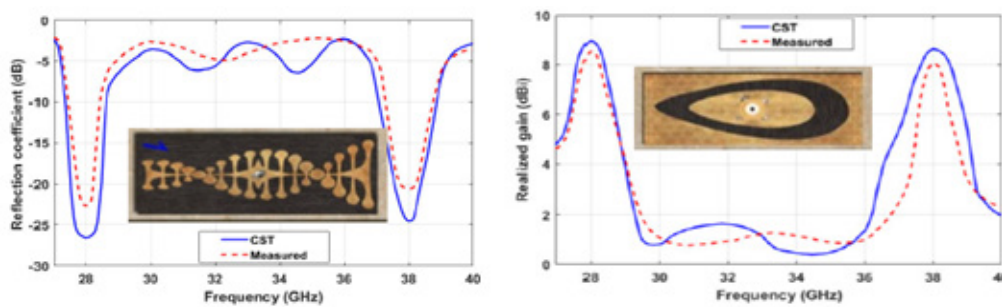 0
-5
-10
-15
-20
-25
-30
Reflection coefficient (dB)
CST
Measured
CST
Measured
28 30 32 34 36 38 40
Frequency (GHz)
10
8
6
4
2
0
Realized gain (dBi)
CST
Measured
28 30 32 34 36 38 40
Frequency (GHz)